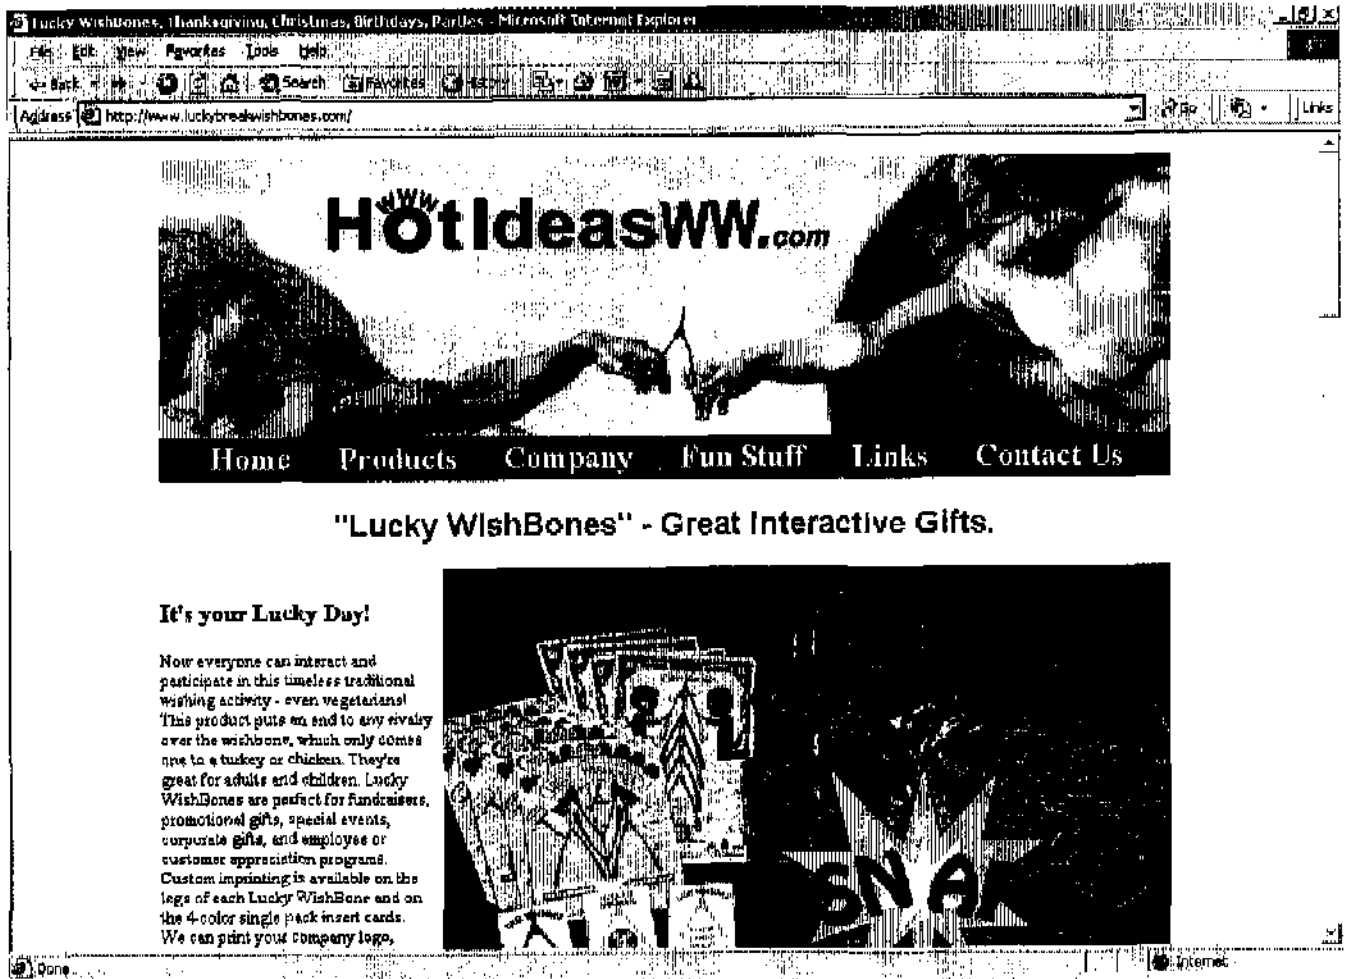 Lucky WishBones, Thanksgiving, Christmas, Birthdays, Parties - Microsoft Internet Explorer
File Edit View Favorites Tools Help
Back Search Favorites History
Address http://www.luckybreakwishbones.com/ Go Links
www
HotIdeasWW.com
Home Products Company Fun Stuff Links Contact Us
"Lucky WishBones" - Great Interactive Gifts.
It's your Lucky Day!
Now everyone can interact and
participate in this timeless traditional
wishing activity - even vegetarians!
This product puts an end to any rivalry
over the wishbone, which only comes
one to a turkey or chicken. They're
great for adults and children. Lucky
WishBones are perfect for fundraisers,
promotional gifts, special events,
corporate gifts, and employee or
customer appreciation programs.
Custom imprinting is available on the
legs of each Lucky WishBone and on
the 4-color single pack insert cards.
We can print your company logo,
SNA
Done
Internet